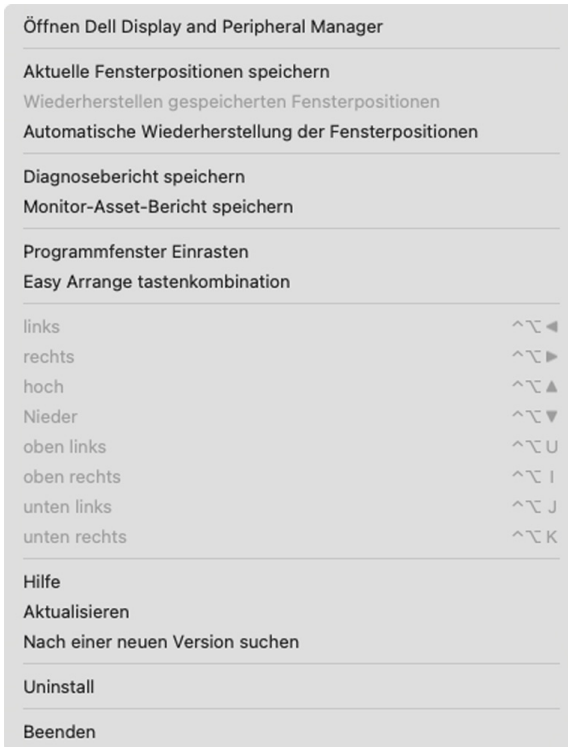 Öffnen Dell Display and Peripheral Manager
Aktuelle Fensterpositionen speichern
Wiederherstellen gespeicherten Fensterpositionen
Automatische Wiederherstellung der Fensterpositionen
Diagnosebericht speichern
Monitor-Asset-Bericht speichern
Programmfenster Einrasten
Easy Arrange tastenkombination
links ^⌥◀
rechts ^⌥▶
hoch ^⌥▲
Nieder ^⌥▼
oben links ^⌥U
oben rechts ^⌥I
unten links ^⌥J
unten rechts ^⌥K
Hilfe
Aktualisieren
Nach einer neuen Version suchen
Uninstall
Beenden